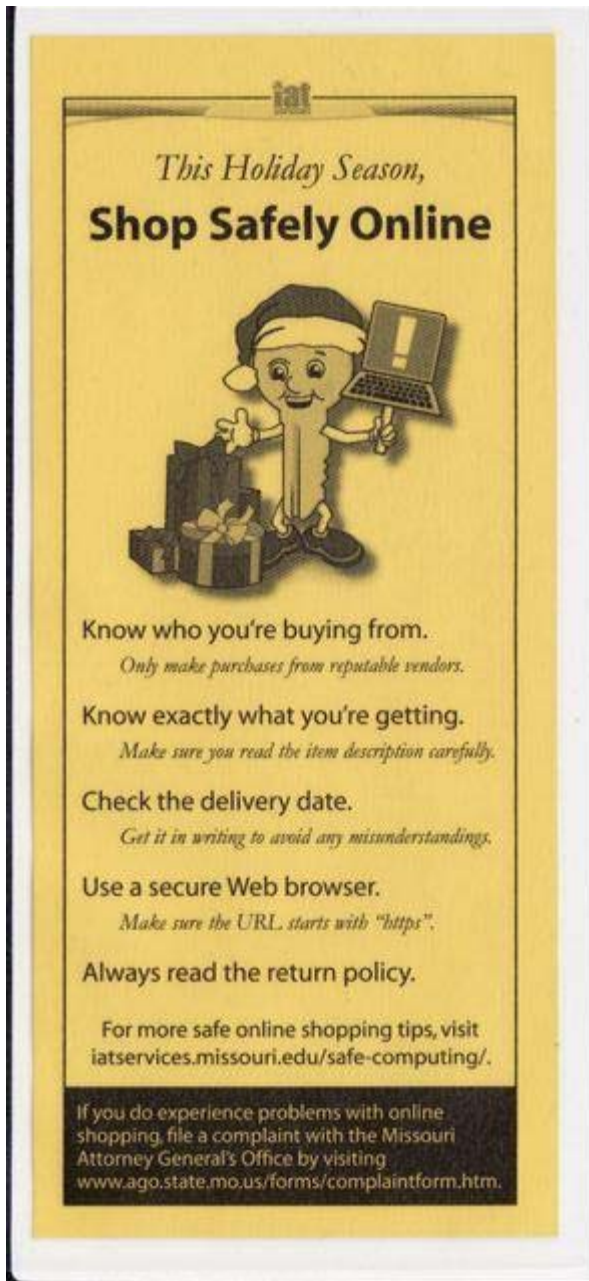 iat
This Holiday Season,
Shop Safely Online
!
Know who you're buying from.
Only make purchases from reputable vendors.
Know exactly what you're getting.
Make sure you read the item description carefully.
Check the delivery date.
Get it in writing to avoid any misunderstandings.
Use a secure Web browser.
Make sure the URL starts with "https".
Always read the return policy.
For more safe online shopping tips, visit
iatservices.missouri.edu/safe-computing/.
If you do experience problems with online
shopping, file a complaint with the Missouri
Attorney General's Office by visiting
www.ago.state.mo.us/forms/complaintform.htm.